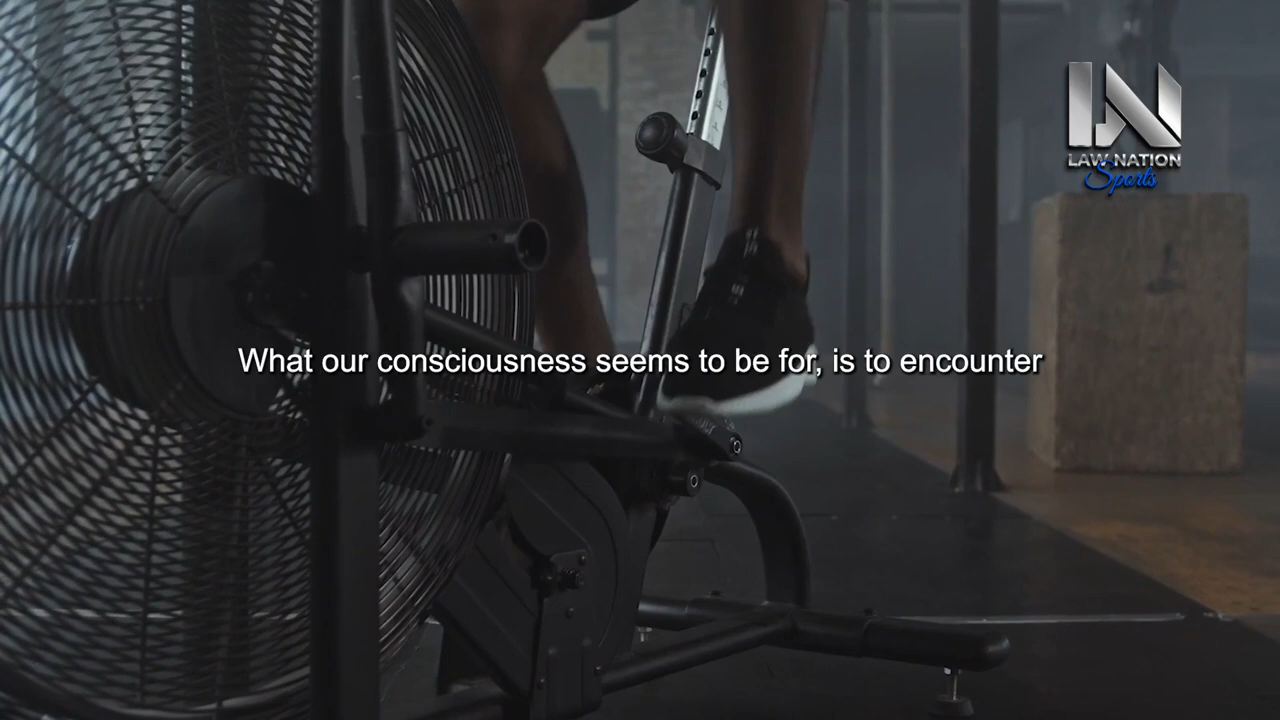 LAW NATION
Sports
What our consciousness seems to be for, is to encounter